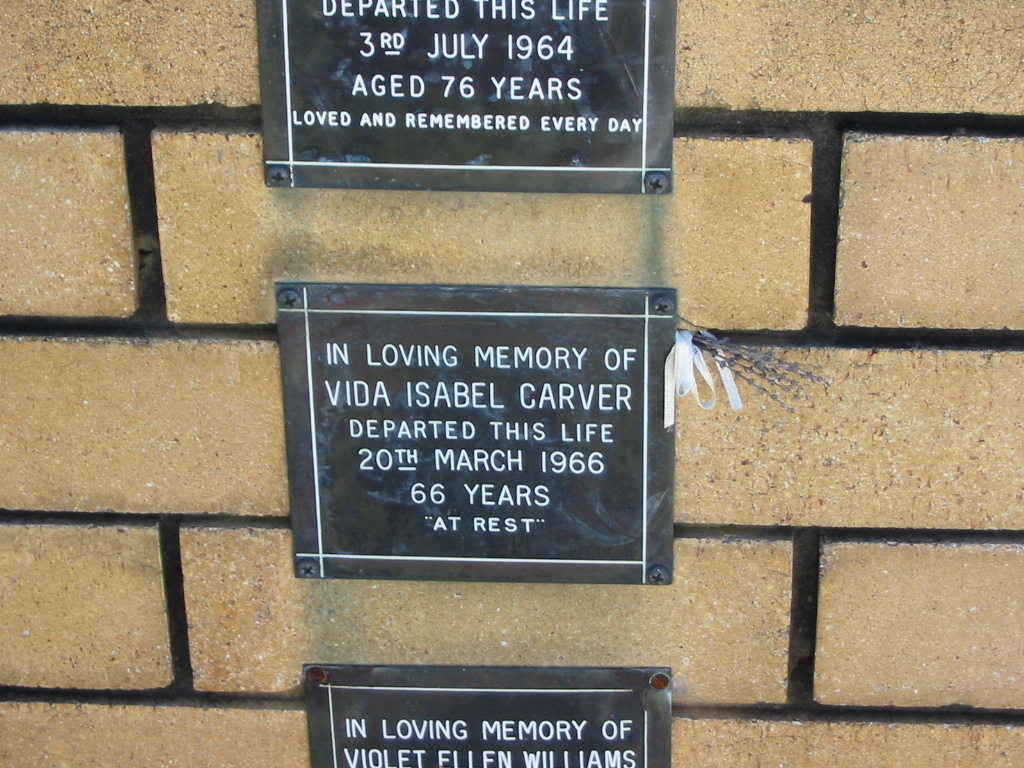 DEPARTED THIS LIFE
3RD JULY 1964
AGED 76 YEARS
LOVED AND REMEMBERED EVERY DAY
IN LOVING MEMORY OF
VIDA ISABEL CARVER
DEPARTED THIS LIFE
20TH MARCH 1966
66 YEARS
"AT REST"
IN LOVING MEMORY OF
VIOLET ELLEN WILLIAMS